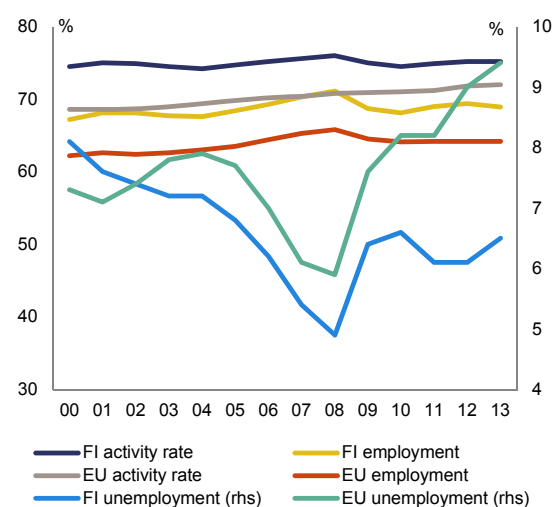 80 % % 10
70 9
8
60 7
50 6
40 5
30 4
00 01 02 03 04 05 06 07 08 09 10 11 12 13
FI activity rate FI employment
EU activity rate EU employment
FI unemployment (rhs) EU unemployment (rhs)